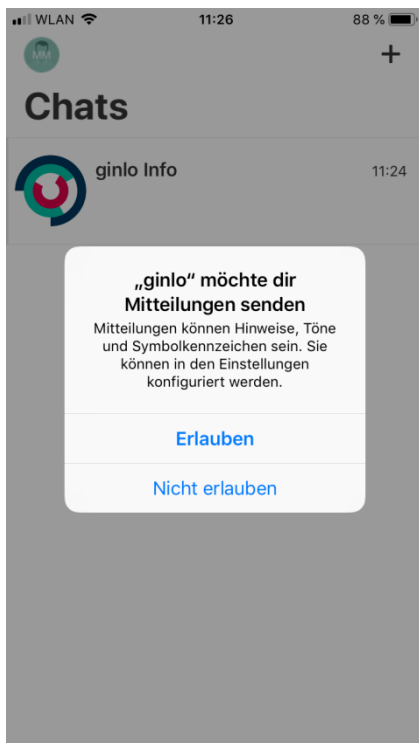 WLAN 11:26 88 %
MM
+
Chats
ginlo Info 11:24
„ginlo“ möchte dir
Mitteilungen senden
Mitteilungen können Hinweise, Töne
und Symbolkennzeichen sein. Sie
können in den Einstellungen
konfiguriert werden.
Erlauben
Nicht erlauben